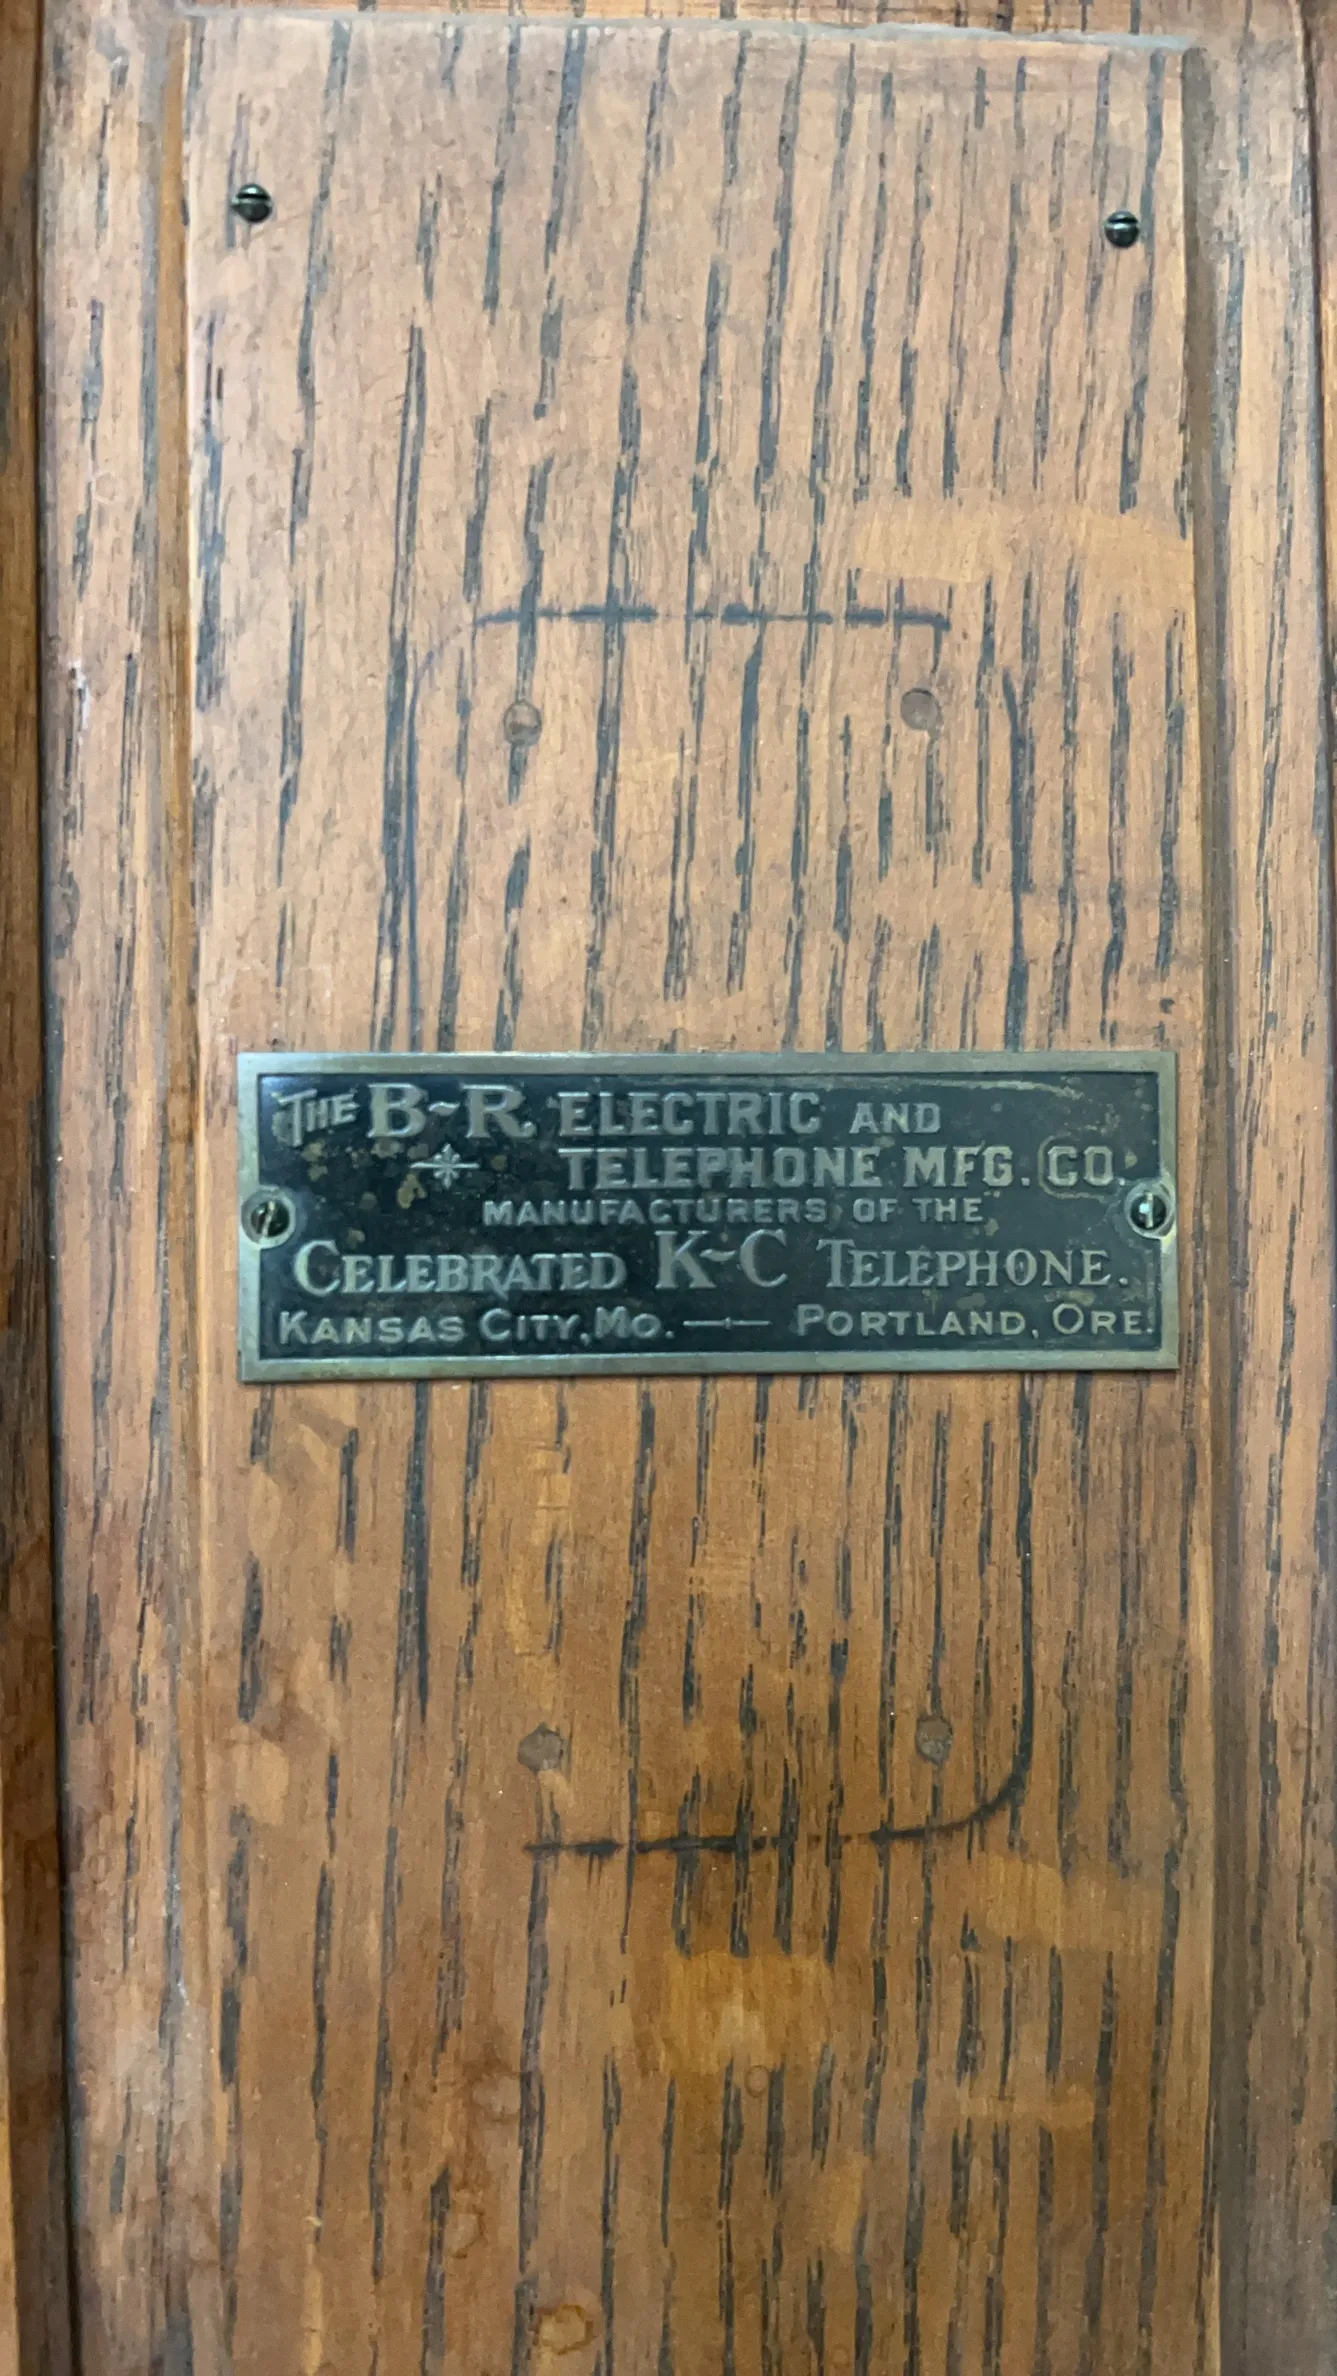 THE B~R ELECTRIC AND
TELEPHONE MFG. CO.
MANUFACTURERS OF THE
CELEBRATED K~C TELEPHONE.
KANSAS CITY, MO. — PORTLAND, ORE.